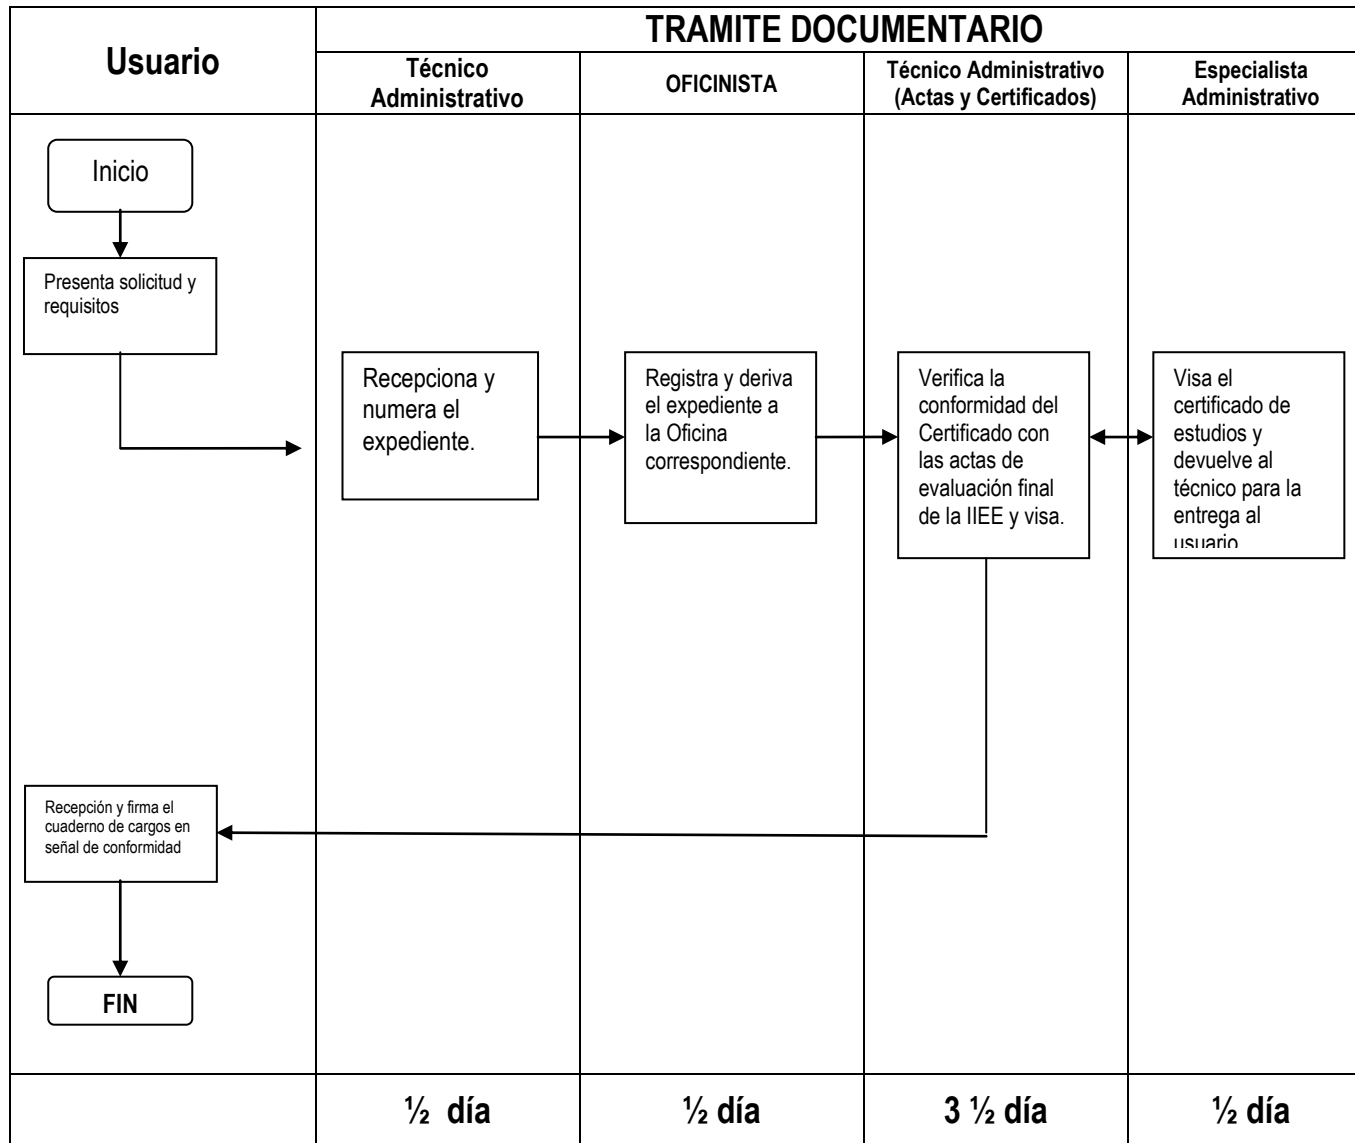 TRAMITE DOCUMENTARIO
Usuario
Técnico
Administrativo
OFICINISTA
Técnico Administrativo
(Actas y Certificados)
Especialista
Administrativo
Inicio
Presenta solicitud y
requisitos
Recepciona y
numera el
expediente.
Registra y deriva
el expediente a
la Oficina
correspondiente.
Verifica la
conformidad del
Certificado con
las actas de
evaluación final
de la IIEE y visa.
Visa el
certificado de
estudios y
devuelve al
técnico para la
entrega al
usuario
Recepción y firma el
cuaderno de cargos en
señal de conformidad
FIN
½ día
½ día
3 ½ día
½ día